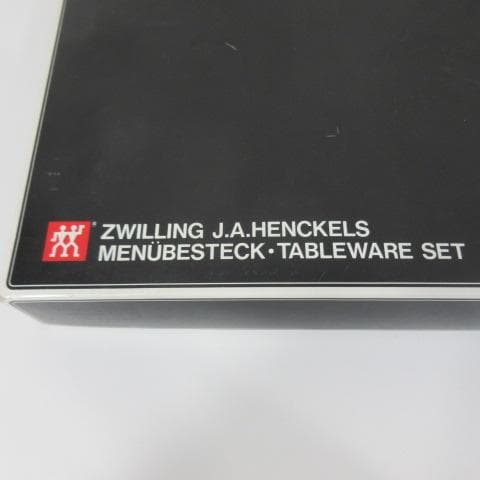 ZWILLING J.A.HENCKELS
MENÜBESTECK·TABLEWARE SET